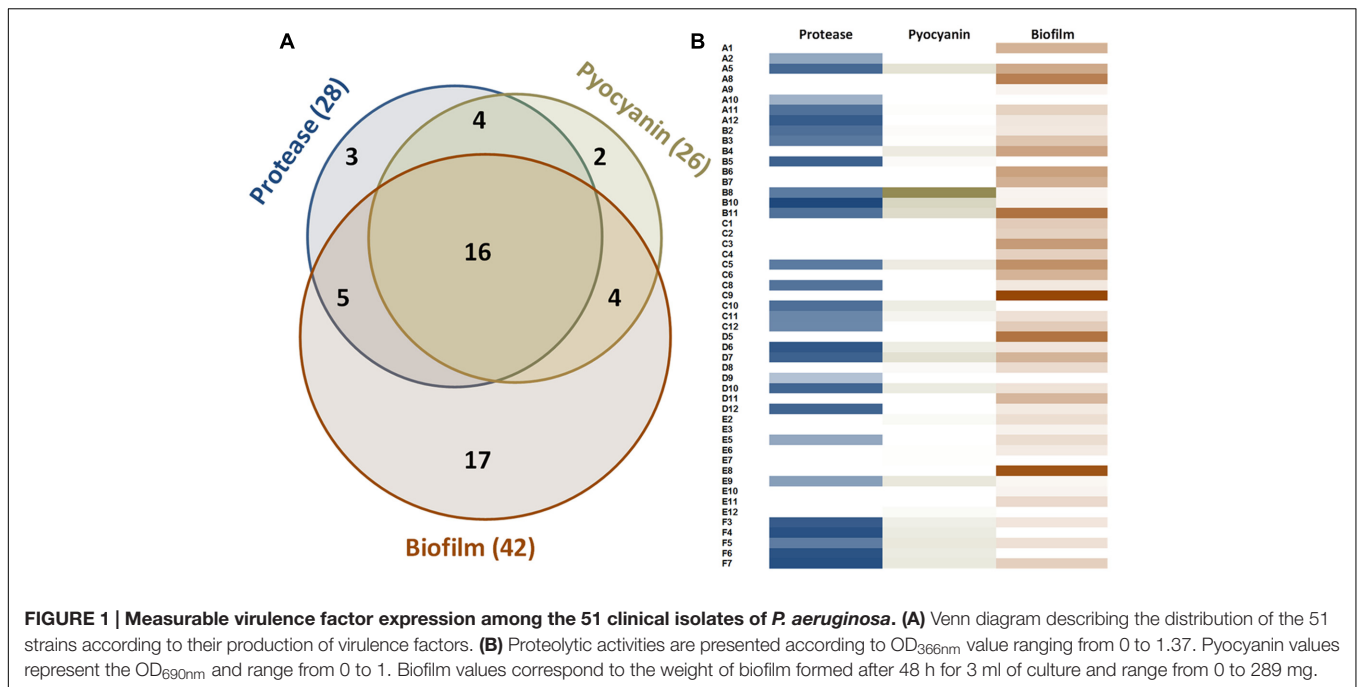 A
Protease (28)
Pyocyanin (26)
4
3
2
16
5
4
17
Biofilm (42)
B
Protease Pyocyanin Biofilm
A1
A2
A5
A8
A9
A10
A11
A12
B2
B3
B4
B5
B6
B7
B8
B10
B11
C1
C2
C3
C4
C5
C6
C8
C9
C10
C11
C12
D5
D6
D7
D8
D9
D10
D11
D12
E2
E3
E5
E6
E7
E8
E9
E10
E11
E12
F3
F4
F5
F6
F7
FIGURE 1 | Measurable virulence factor expression among the 51 clinical isolates of P. aeruginosa. (A) Venn diagram describing the distribution of the 51
strains according to their production of virulence factors. (B) Proteolytic activities are presented according to OD366nm value ranging from 0 to 1.37. Pyocyanin values
represent the OD690nm and range from 0 to 1. Biofilm values correspond to the weight of biofilm formed after 48 h for 3 ml of culture and range from 0 to 289 mg.